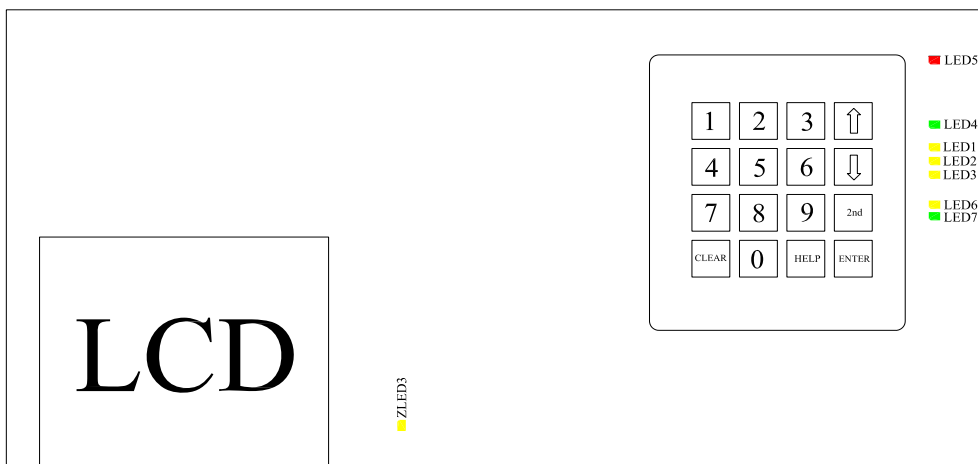 LED5
1 2 3 ⇧
LED4
LED1
LED2
4 5 6 ⇩
LED3
7 8 9 2nd
LED6
LED7
CLEAR 0 HELP ENTER
LCD
ZLED3